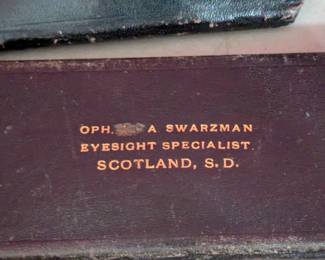 OPH. A SWARZMAN
EYESIGHT SPECIALIST.
SCOTLAND, S. D.